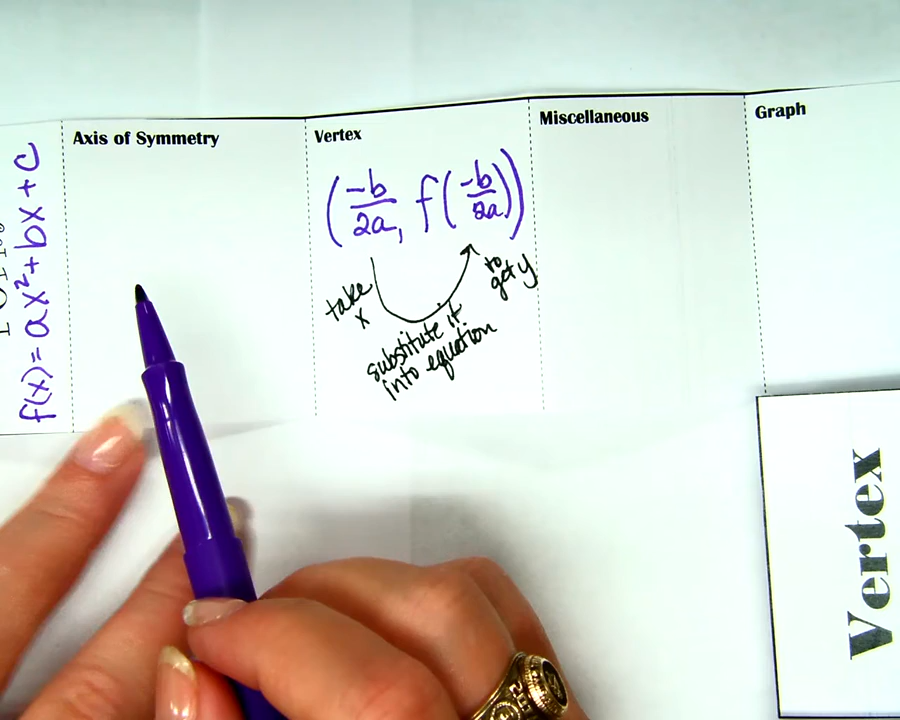 f(x) = ax² + bx + c
Axis of Symmetry
Vertex
(-b/2a, f(-b/2a))
take
x
substitute it
into equation
to
get y
Miscellaneous
Graph
Vertex